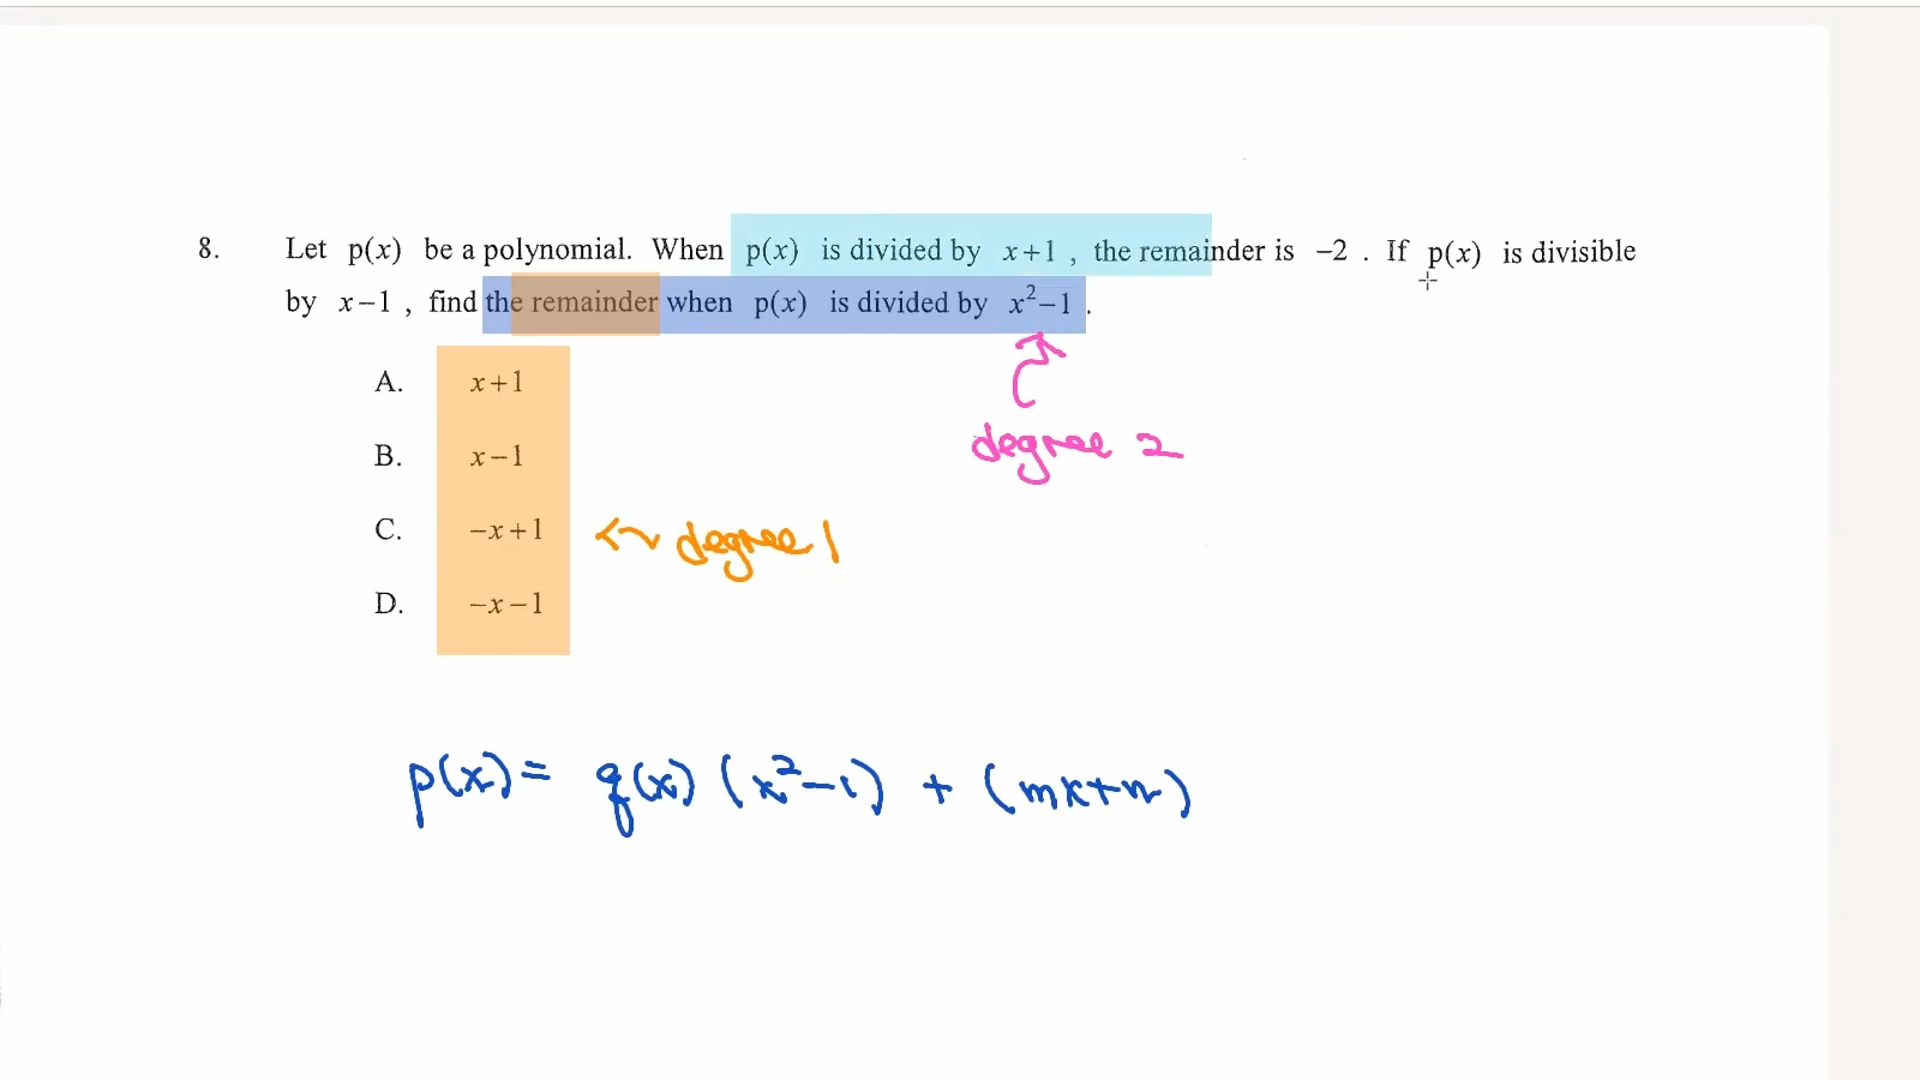 8. Let p(x) be a polynomial. When p(x) is divided by x+1 , the remainder is −2 . If p(x) is divisible
by x−1 , find the remainder when p(x) is divided by x²−1 .
A. x+1
B. x−1
C. −x+1
D. −x−1
degree 2
degree 1
p(x)= q(x) (x²−1) + (mx+n)